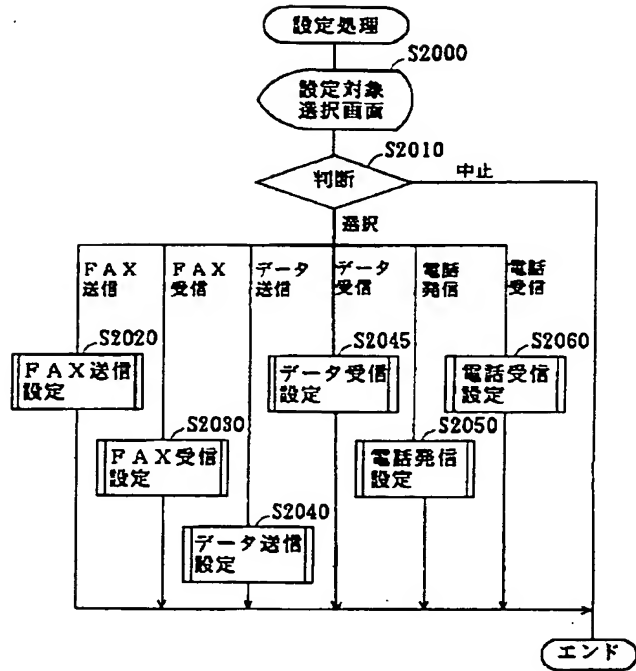 設定処理
S2000
設定対象
選択画面
S2010
判断
中止
選択
FAX
送信
FAX
受信
データ
送信
データ
受信
電話
発信
電話
受信
S2020
FAX送信
設定
S2045
データ受信
設定
S2060
電話受信
設定
S2030
FAX受信
設定
S2050
電話発信
設定
S2040
データ送信
設定
エンド